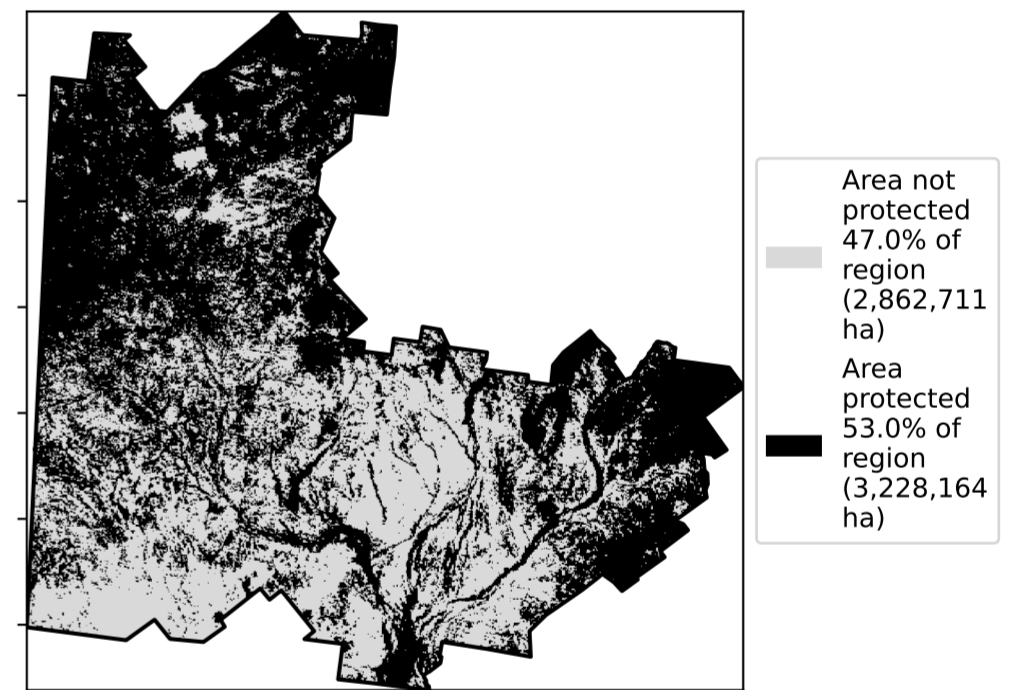 Area not
protected
47.0% of
region
(2,862,711
ha)
Area
protected
53.0% of
region
(3,228,164
ha)